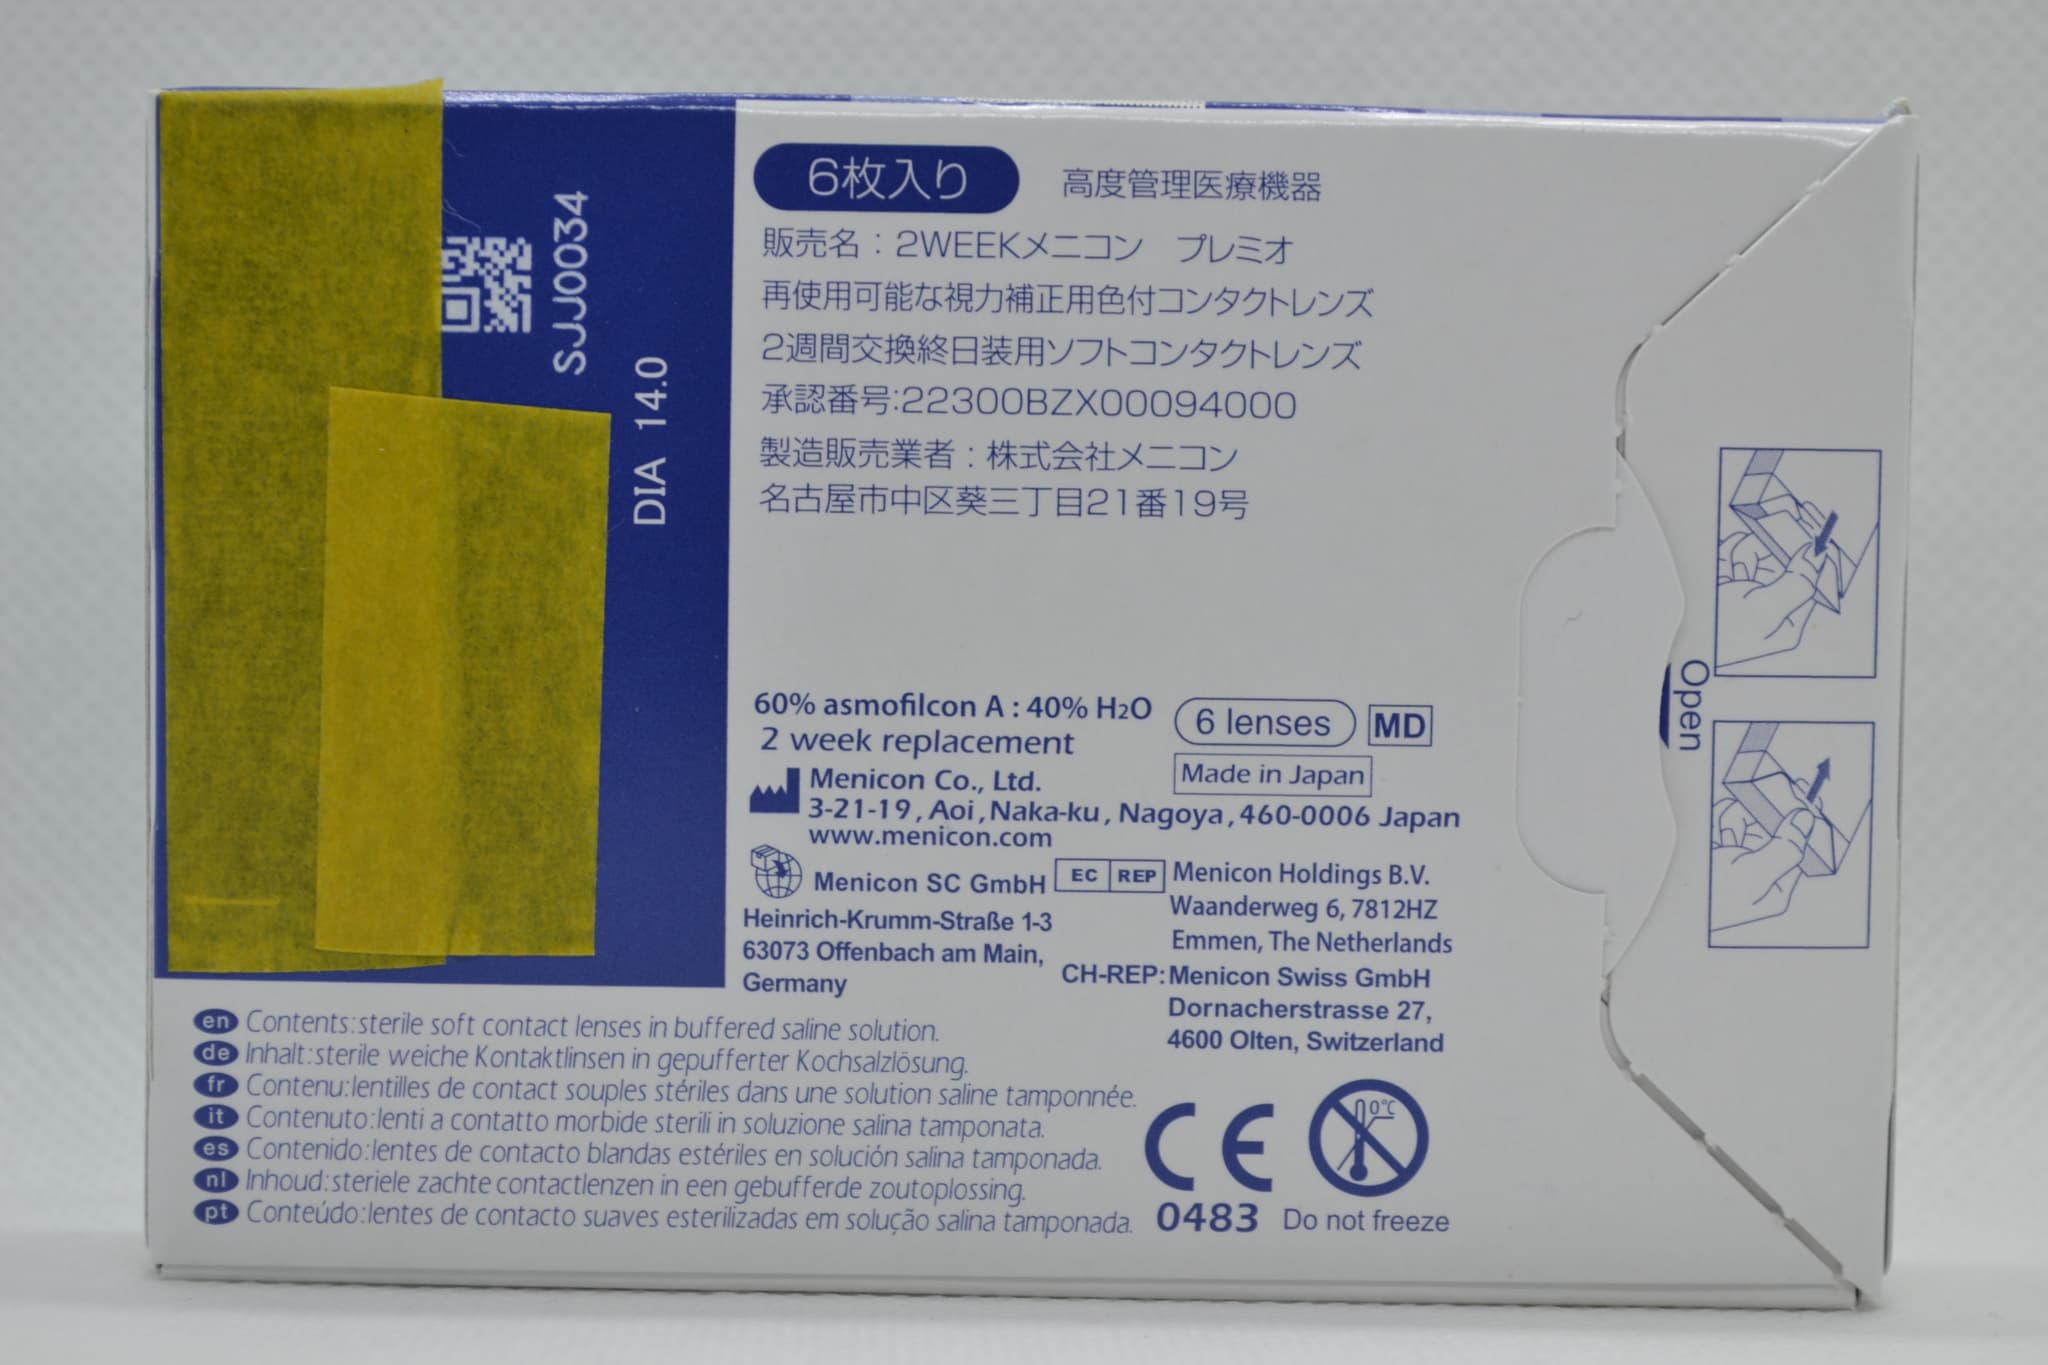 SJJ0034
DIA 14.0
6枚入り 高度管理医療機器
販売名：2WEEKメニコン プレミオ
再使用可能な視力補正用色付コンタクトレンズ
2週間交換終日装用ソフトコンタクトレンズ
承認番号:22300BZX00094000
製造販売業者：株式会社メニコン
名古屋市中区葵三丁目21番19号
60% asmofilcon A : 40% H2O
2 week replacement
6 lenses MD
Made in Japan
Menicon Co., Ltd.
3-21-19, Aoi, Naka-ku, Nagoya, 460-0006 Japan
www.menicon.com
Menicon SC GmbH
Heinrich-Krumm-Straße 1-3
63073 Offenbach am Main,
Germany
EC REP Menicon Holdings B.V.
Waanderweg 6, 7812HZ
Emmen, The Netherlands
CH-REP: Menicon Swiss GmbH
Dornacherstrasse 27,
4600 Olten, Switzerland
en Contents: sterile soft contact lenses in buffered saline solution.
de Inhalt: sterile weiche Kontaktlinsen in gepufferter Kochsalzlösung.
fr Contenu: lentilles de contact souples stériles dans une solution saline tamponnée.
it Contenuto: lenti a contatto morbide sterili in soluzione salina tamponata.
es Contenido: lentes de contacto blandas estériles en solución salina tamponada.
nl Inhoud: steriele zachte contactlenzen in een gebufferde zoutoplossing.
pt Conteúdo: lentes de contacto suaves esterilizadas em solução salina tamponada.
CE
0483
0℃
Do not freeze
Open